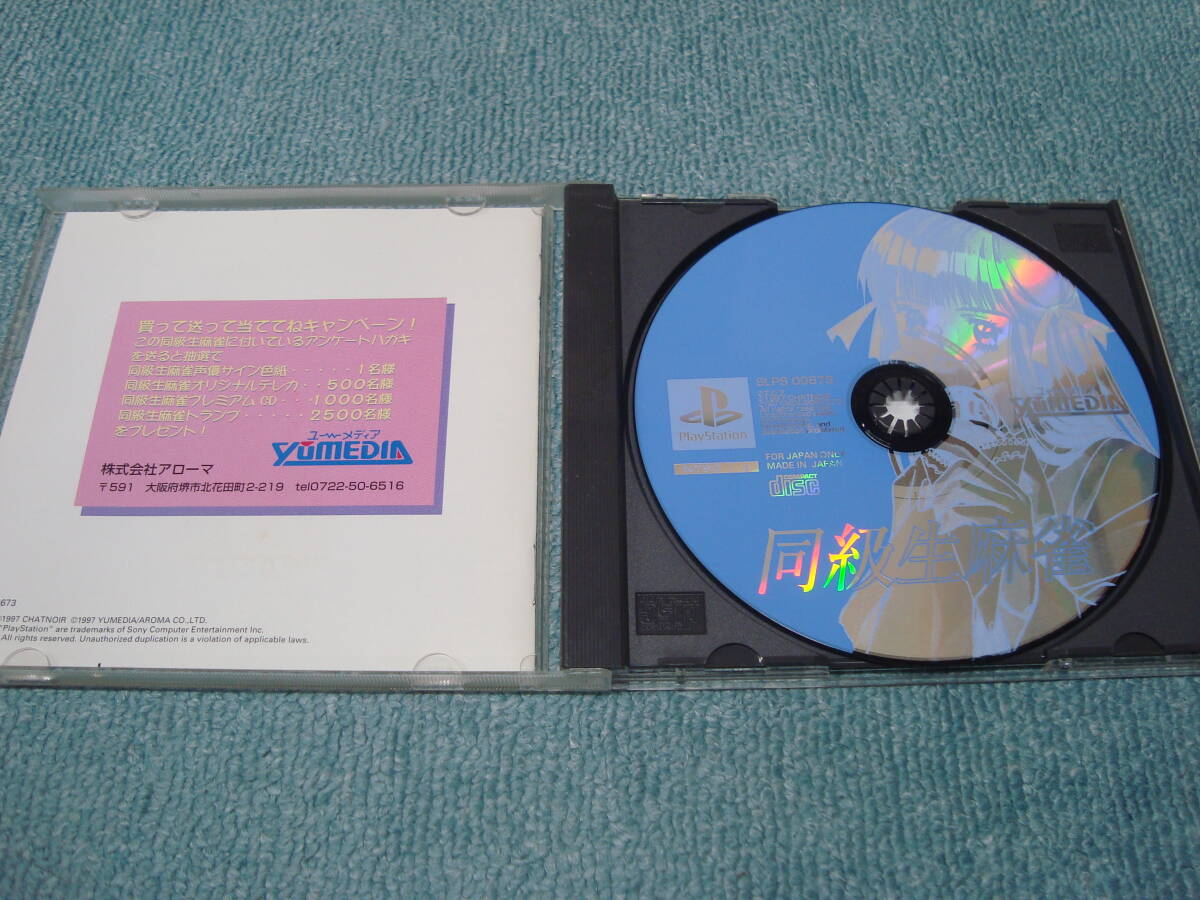 買って送って当ててねキャンペーン!
この同級生麻雀に付いているアンケートハガキ
を送ると抽選で
同級生麻雀声優サイン色紙・・・・・1名様
同級生麻雀オリジナルテレカ・・500名様
同級生麻雀プレミアムCD・・1000名様
同級生麻雀トランプ・・・・・2500名様
をプレゼント!
ユーメディア
YUMEDIA
株式会社アローマ
〒591 大阪府堺市北花田町2-219 tel0722-50-6516
673
©1997 CHATNOIR ©1997 YUMEDIA/AROMA CO.,LTD.
"PlayStation" are trademarks of Sony Computer Entertainment Inc.
All rights reserved. Unauthorized duplication is a violation of applicable laws.
SLPS 00673
PlayStation
FOR JAPAN ONLY
MADE IN JAPAN
COMPACT
disc
YUMEDIA
同級生麻雀